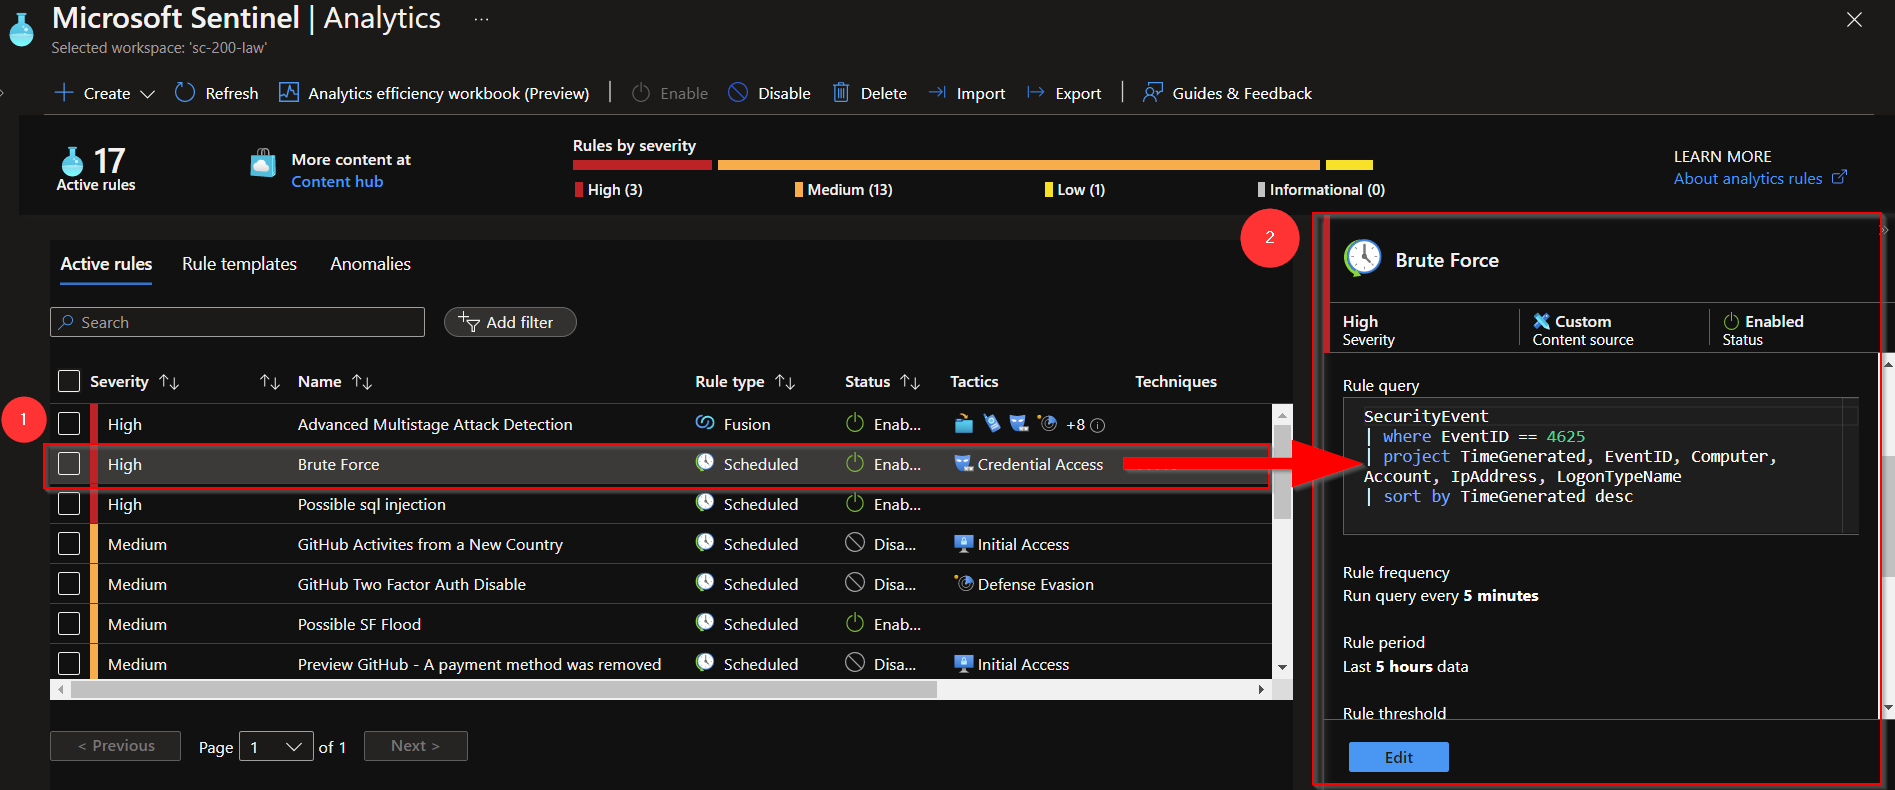 Microsoft Sentinel | Analytics ...
Selected workspace: 'sc-200-law'
Create Refresh Analytics efficiency workbook (Preview) Enable Disable Delete Import Export Guides & Feedback
17
Active rules
More content at
Content hub
Rules by severity
High (3) Medium (13) Low (1) Informational (0)
LEARN MORE
About analytics rules
Active rules Rule templates Anomalies
Search Add filter
Severity Name Rule type Status Tactics Techniques
1
High Advanced Multistage Attack Detection Fusion Enab... +8
High Brute Force Scheduled Enab... Credential Access
High Possible sql injection Scheduled Enab...
Medium GitHub Activites from a New Country Scheduled Disa... Initial Access
Medium GitHub Two Factor Auth Disable Scheduled Disa... Defense Evasion
Medium Possible SF Flood Scheduled Enab...
Medium Preview GitHub - A payment method was removed Scheduled Disa... Initial Access
< Previous Page 1 of 1 Next >
2
Brute Force
High Custom Enabled
Severity Content source Status
Rule query
SecurityEvent
| where EventID == 4625
| project TimeGenerated, EventID, Computer,
Account, IpAddress, LogonTypeName
| sort by TimeGenerated desc
Rule frequency
Run query every 5 minutes
Rule period
Last 5 hours data
Rule threshold
Edit